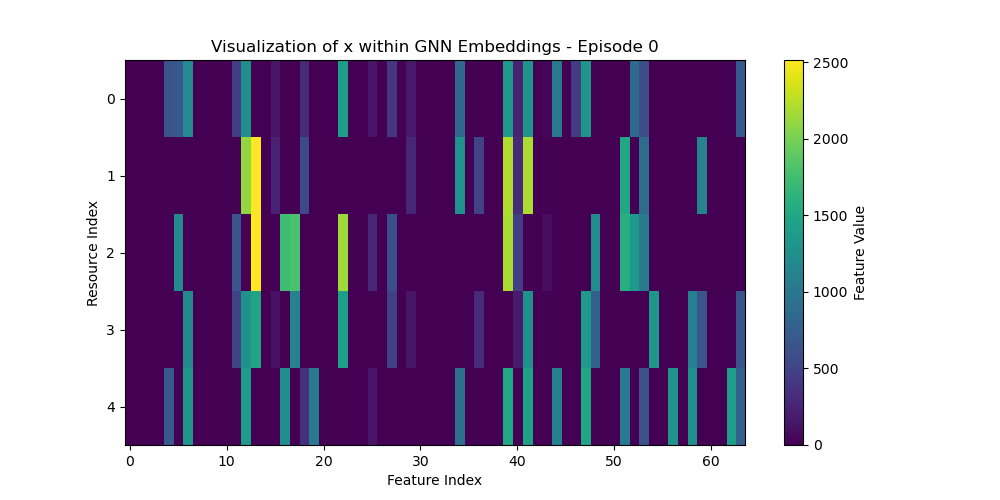 Visualization of x within GNN Embeddings - Episode 0
Resource Index
0
1
2
3
4
0 10 20 30 40 50 60
Feature Index
2500
2000
1500
1000
500
0
Feature Value